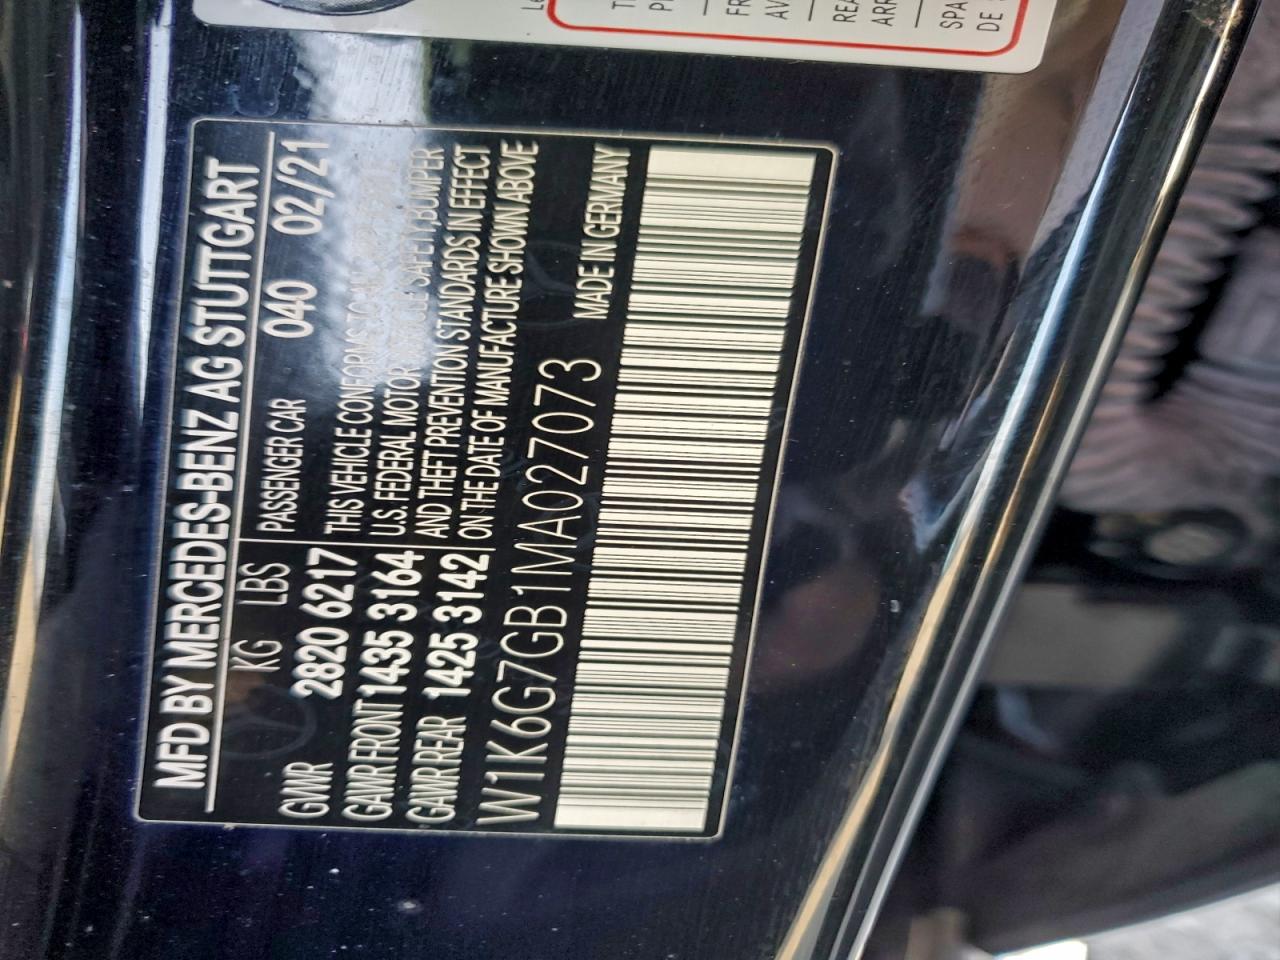 MFD BY MERCEDES-BENZ AG STUTTGART
KG LBS PASSENGER CAR 040 02/21
GVWR 2820 6217
GAWR FRONT 1435 3164
GAWR REAR 1425 3142
THIS VEHICLE CONFORMS TO ALL
U.S. FEDERAL MOTOR VEHICLE SAFETY, BUMPER
AND THEFT PREVENTION STANDARDS IN EFFECT
ON THE DATE OF MANUFACTURE SHOWN ABOVE
W1K6G7GB1MA027073 MADE IN GERMANY